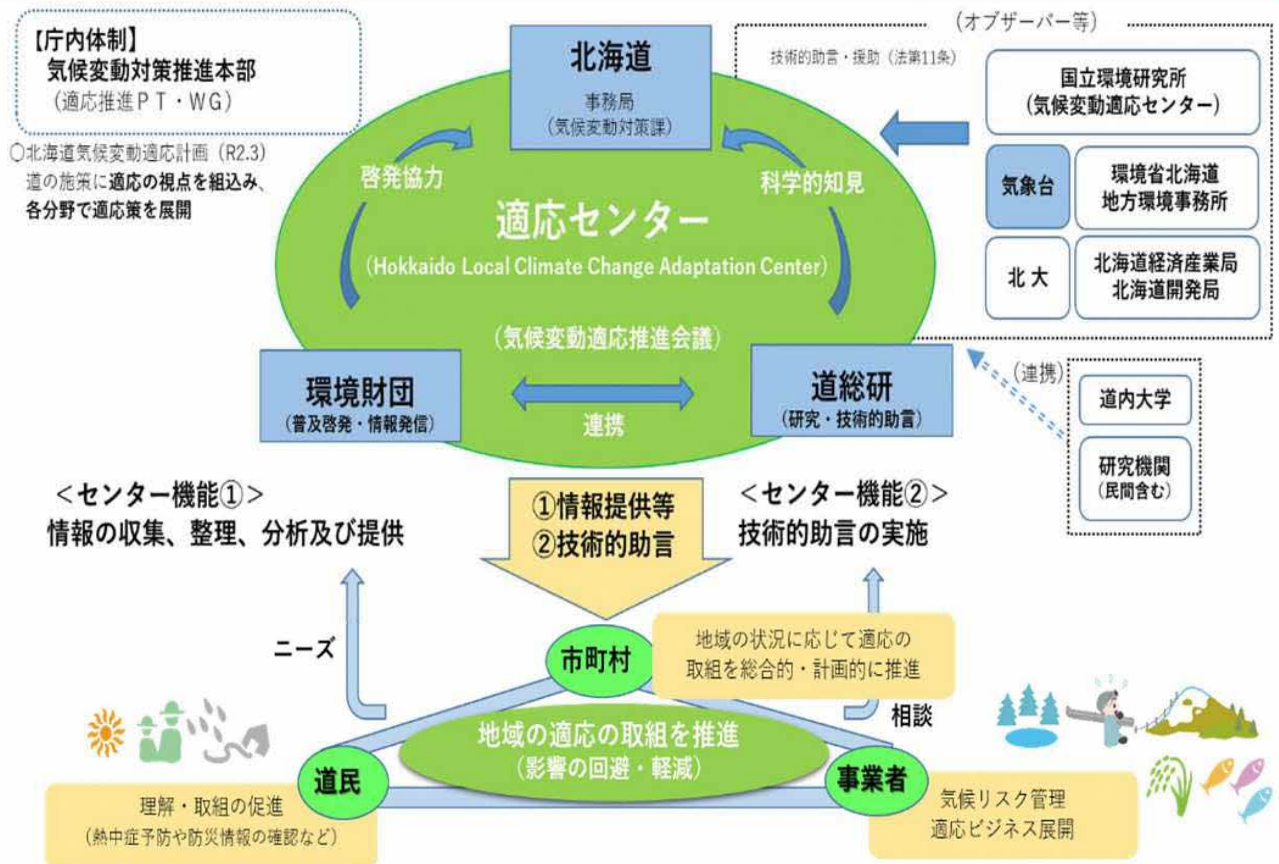 【庁内体制】
気候変動対策推進本部
(適応推進PT・WG)
○北海道気候変動適応計画(R2.3)
道の施策に適応の視点を組込み、
各分野で適応策を展開
北海道
事務局
(気候変動対策課)
啓発協力
科学的知見
適応センター
(Hokkaido Local Climate Change Adaptation Center)
(気候変動適応推進会議)
環境財団
(普及啓発・情報発信)
連携
道総研
(研究・技術的助言)
(オブザーバー等)
技術的助言・援助(法第11条)
国立環境研究所
(気候変動適応センター)
気象台
環境省北海道
地方環境事務所
北大
北海道経済産業局
北海道開発局
(連携)
道内大学
研究機関
(民間含む)
<センター機能①>
情報の収集、整理、分析及び提供
①情報提供等
②技術的助言
<センター機能②>
技術的助言の実施
ニーズ
市町村
地域の状況に応じて適応の
取組を総合的・計画的に推進
相談
地域の適応の取組を推進
(影響の回避・軽減)
道民
理解・取組の促進
(熱中症予防や防災情報の確認など)
事業者
気候リスク管理
適応ビジネス展開